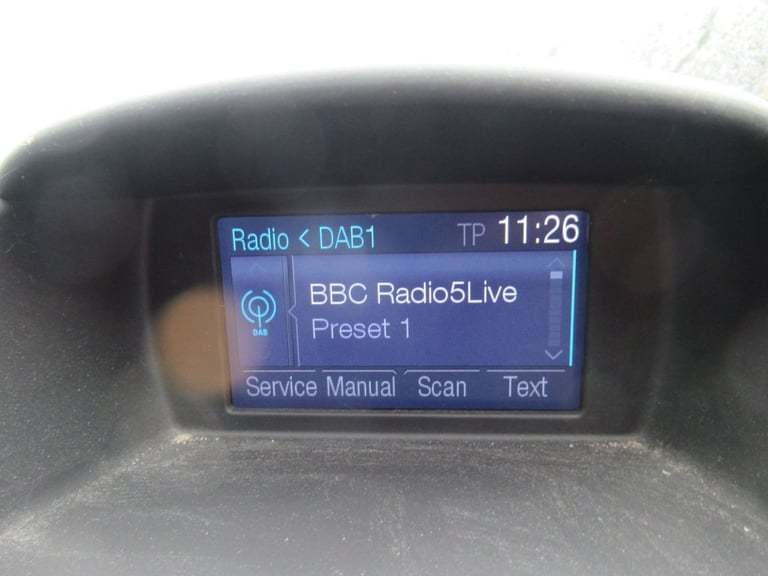 Radio < DAB1 TP 11:26
BBC Radio5Live
Preset 1
DAB
Service Manual Scan Text